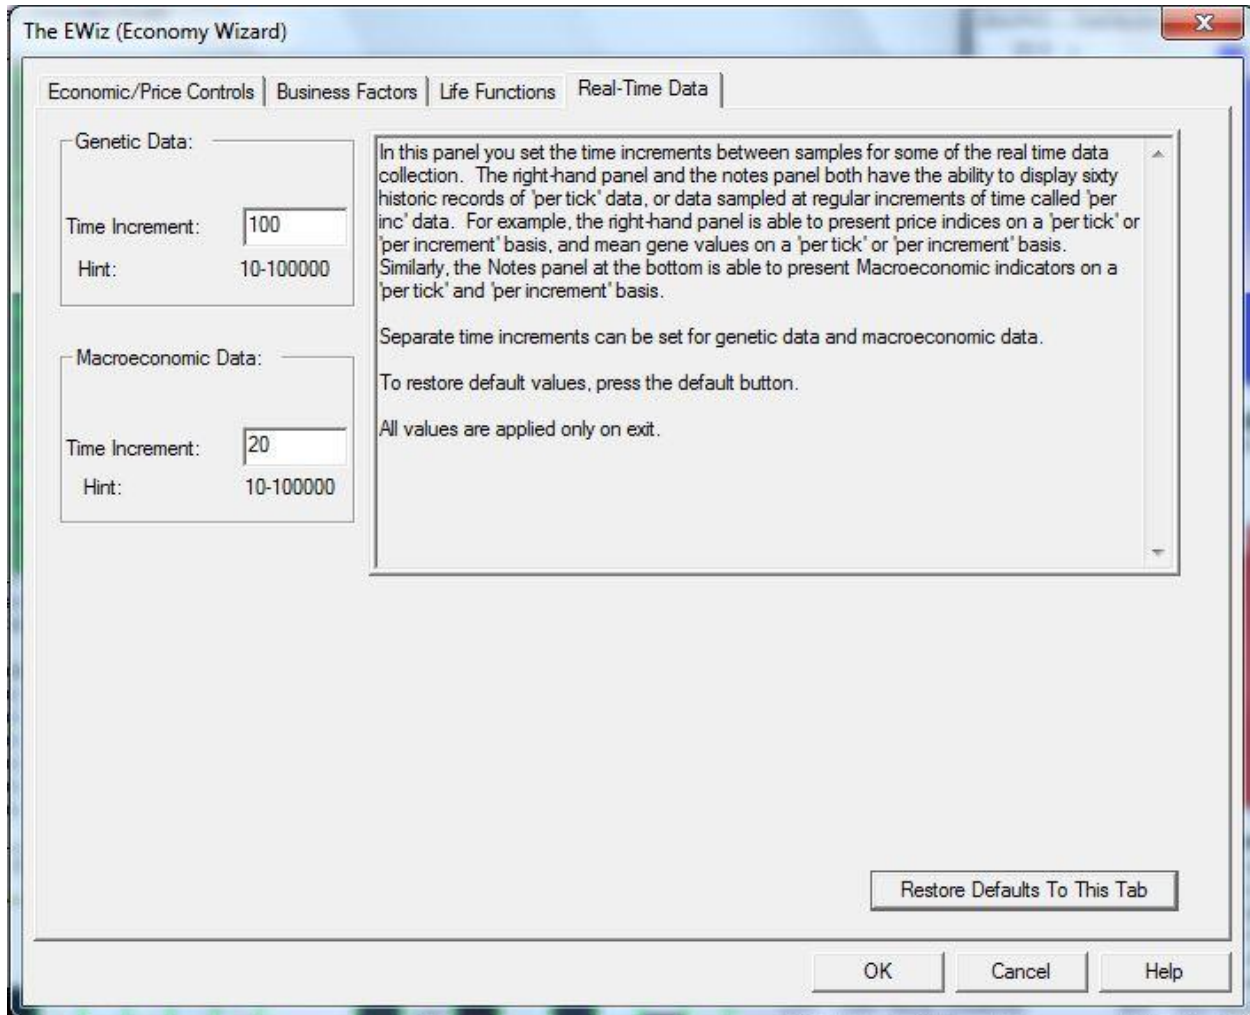 The EWiz (Economy Wizard)
X
Economic/Price Controls
Business Factors
Life Functions
Real-Time Data
Genetic Data:
Time Increment:
100
Hint:
10-100000
Macroeconomic Data:
Time Increment:
20
Hint:
10-100000
In this panel you set the time increments between samples for some of the real time data
collection.  The right-hand panel and the notes panel both have the ability to display sixty
historic records of 'per tick' data, or data sampled at regular increments of time called 'per
inc' data.  For example, the right-hand panel is able to present price indices on a 'per tick' or
'per increment' basis, and mean gene values on a 'per tick' or 'per increment' basis.
Similarly, the Notes panel at the bottom is able to present Macroeconomic indicators on a
'per tick' and 'per increment' basis.
Separate time increments can be set for genetic data and macroeconomic data.
To restore default values, press the default button.
All values are applied only on exit.
Restore Defaults To This Tab
OK
Cancel
Help